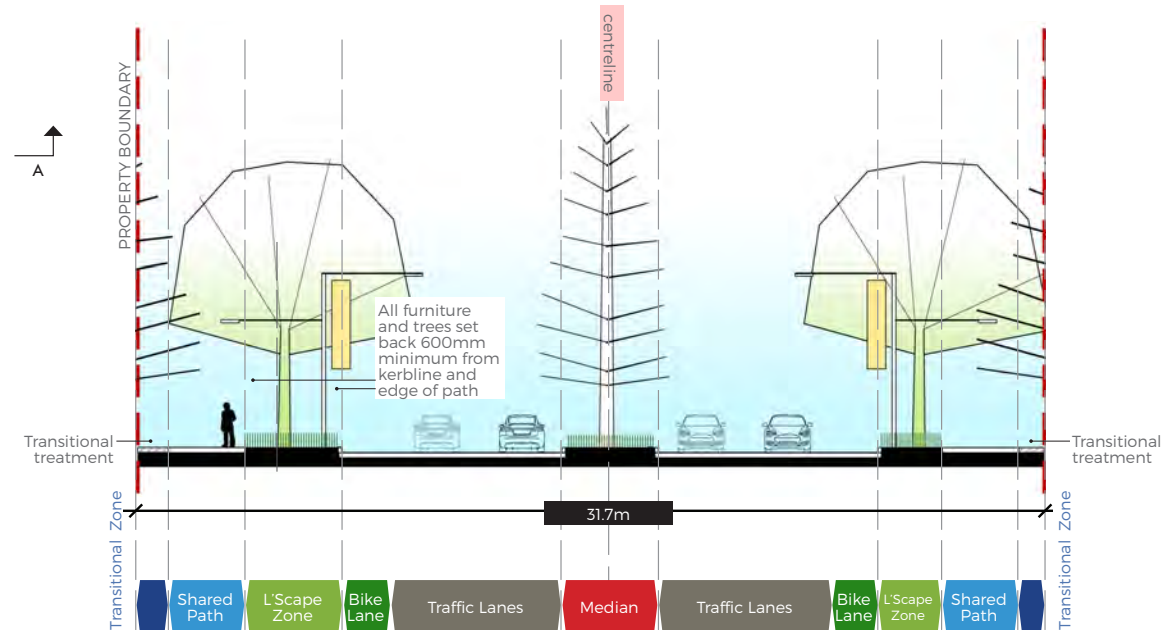 centreline
PROPERTY BOUNDARY
A
All furniture
and trees set
back 600mm
minimum from
kerbline and
edge of path
Transitional
treatment
Transitional
treatment
31.7m
Transitional Zone
Transitional Zone
Shared
Path
L'Scape
Zone
Bike
Lane
Traffic Lanes
Median
Traffic Lanes
Bike
Lane
L'Scape
Zone
Shared
Path